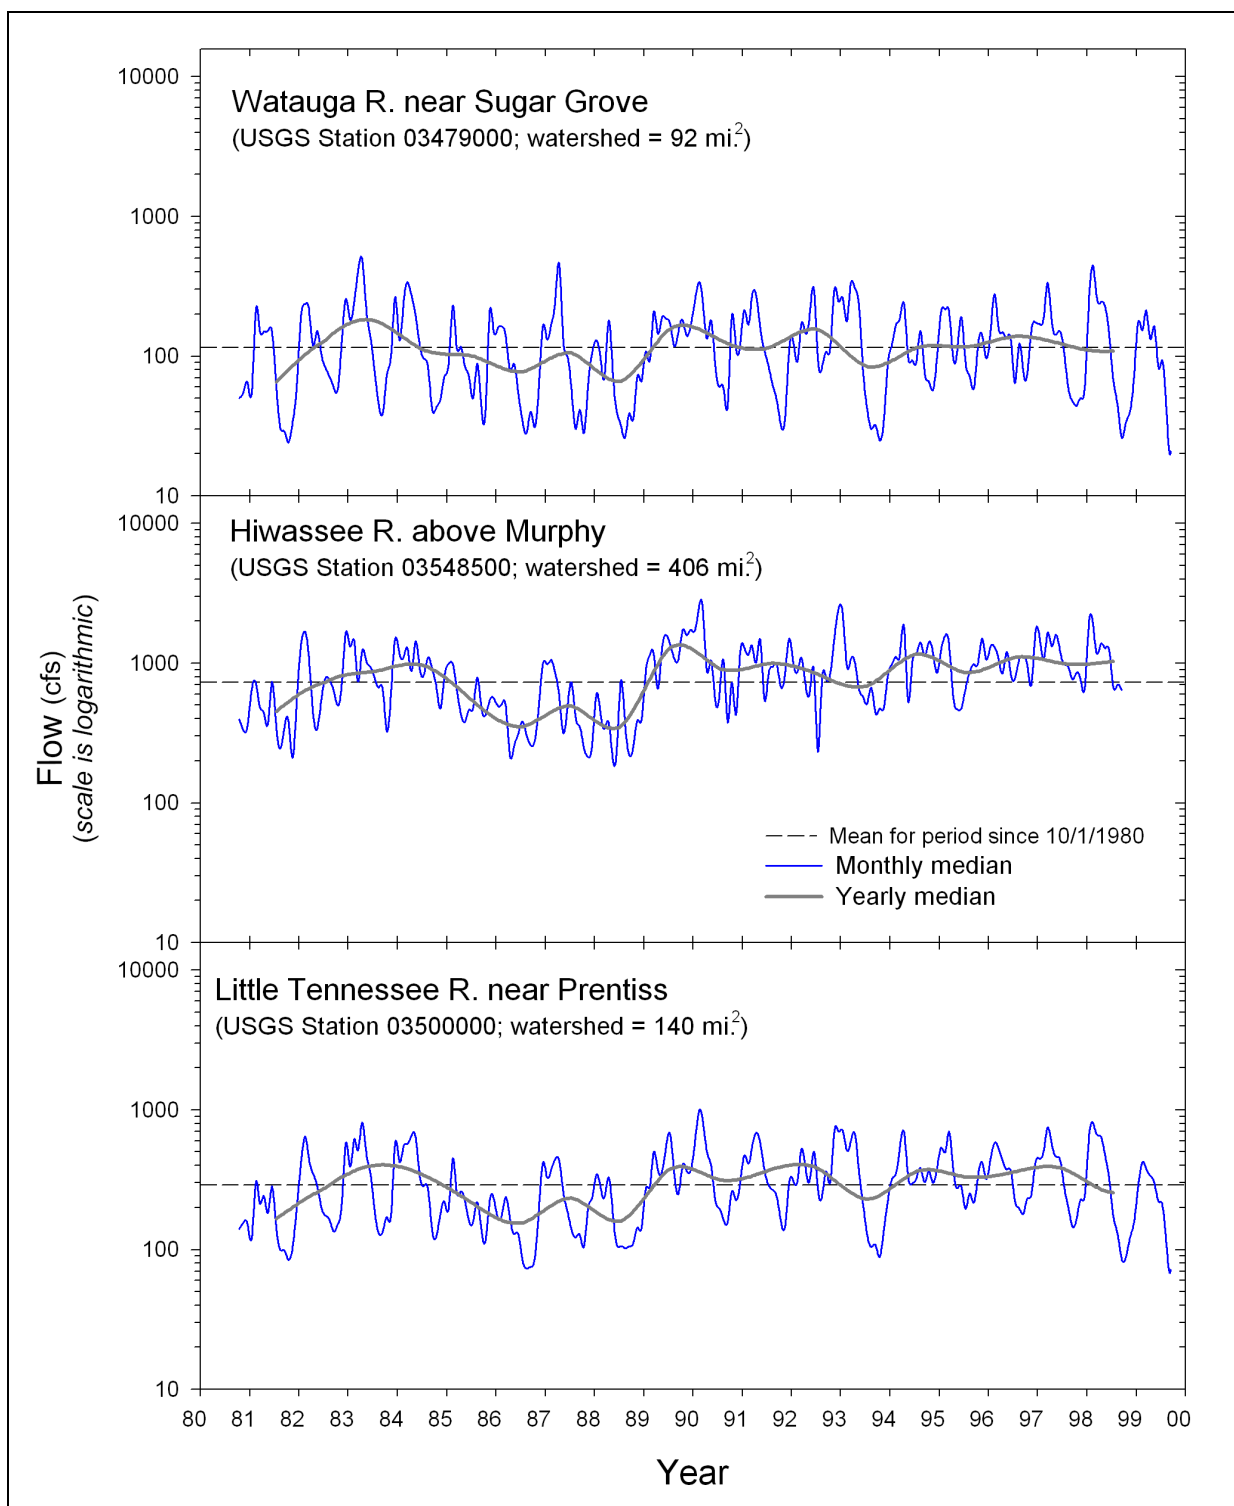 10000
Watauga R. near Sugar Grove
(USGS Station 03479000; watershed = 92 mi.²)
1000
100
10
10000
Hiwassee R. above Murphy
(USGS Station 03548500; watershed = 406 mi.²)
1000
Flow (cfs)
(scale is logarithmic)
100
Mean for period since 10/1/1980
Monthly median
Yearly median
10
10000
Little Tennessee R. near Prentiss
(USGS Station 03500000; watershed = 140 mi.²)
1000
100
10
80 81 82 83 84 85 86 87 88 89 90 91 92 93 94 95 96 97 98 99 00
Year